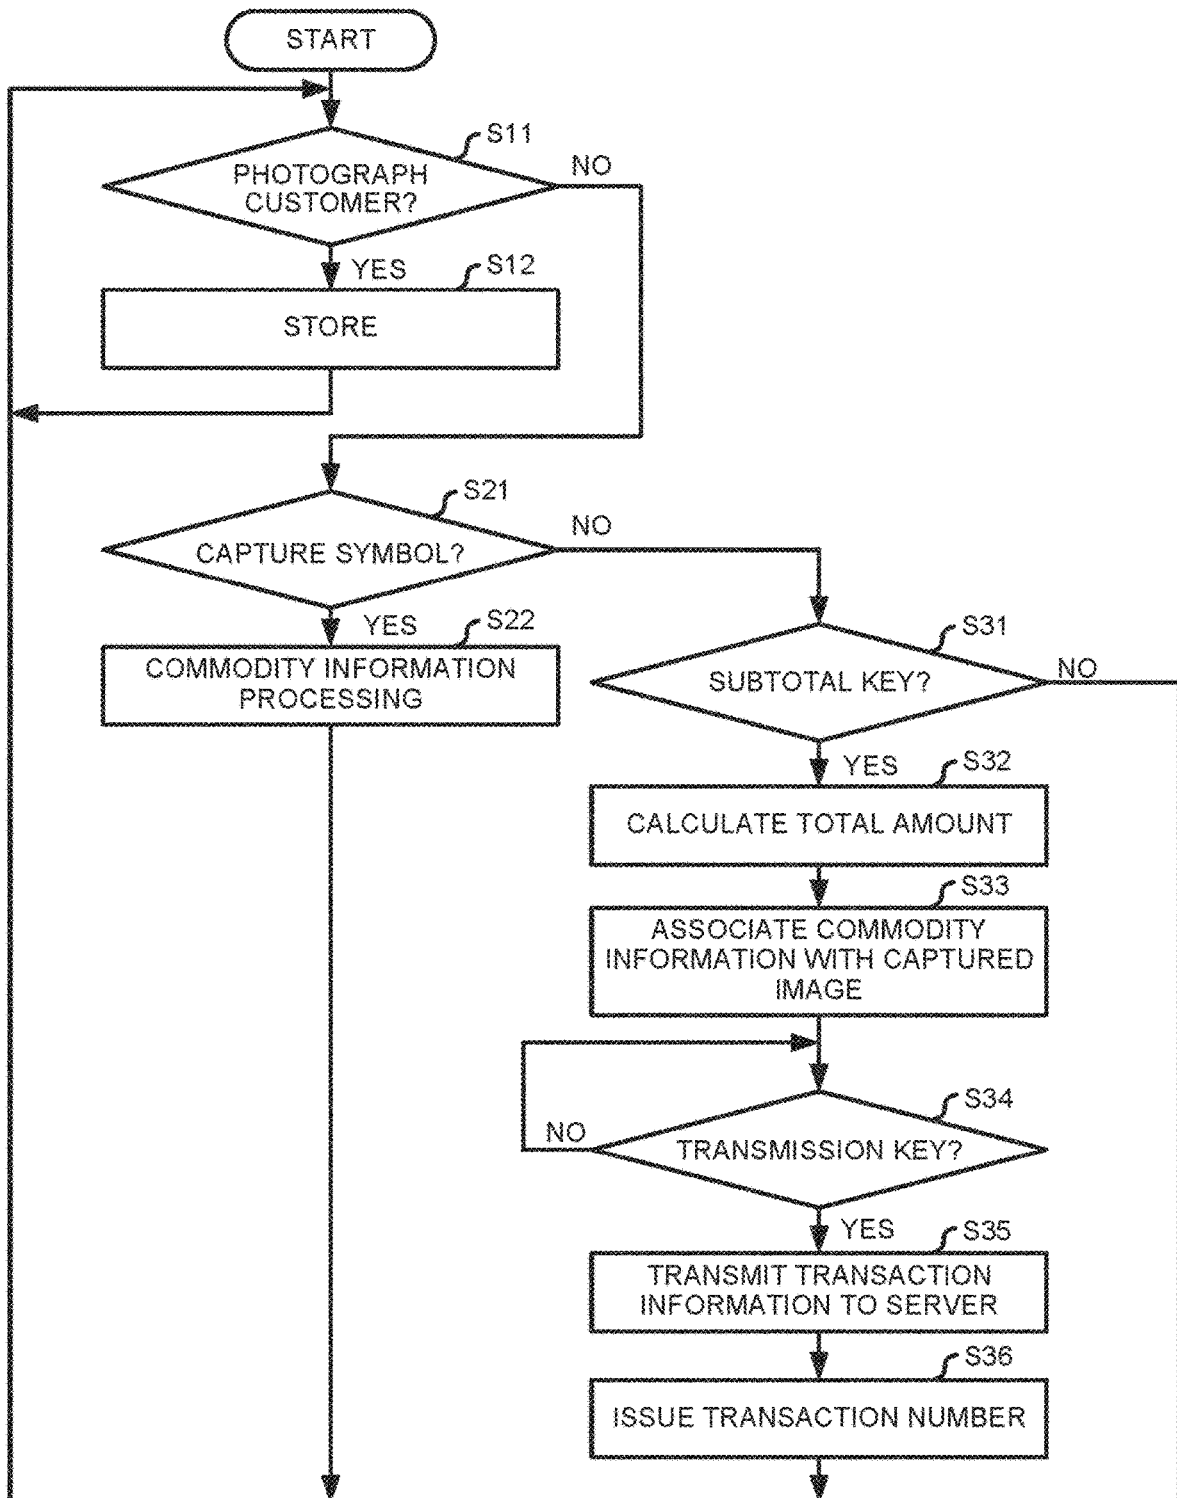 START
S11
NO
PHOTOGRAPH
CUSTOMER?
YES
S12
STORE
S21
NO
CAPTURE SYMBOL?
YES
S22
COMMODITY INFORMATION
PROCESSING
S31
NO
SUBTOTAL KEY?
YES
S32
CALCULATE TOTAL AMOUNT
S33
ASSOCIATE COMMODITY
INFORMATION WITH CAPTURED
IMAGE
S34
NO
TRANSMISSION KEY?
YES
S35
TRANSMIT TRANSACTION
INFORMATION TO SERVER
S36
ISSUE TRANSACTION NUMBER